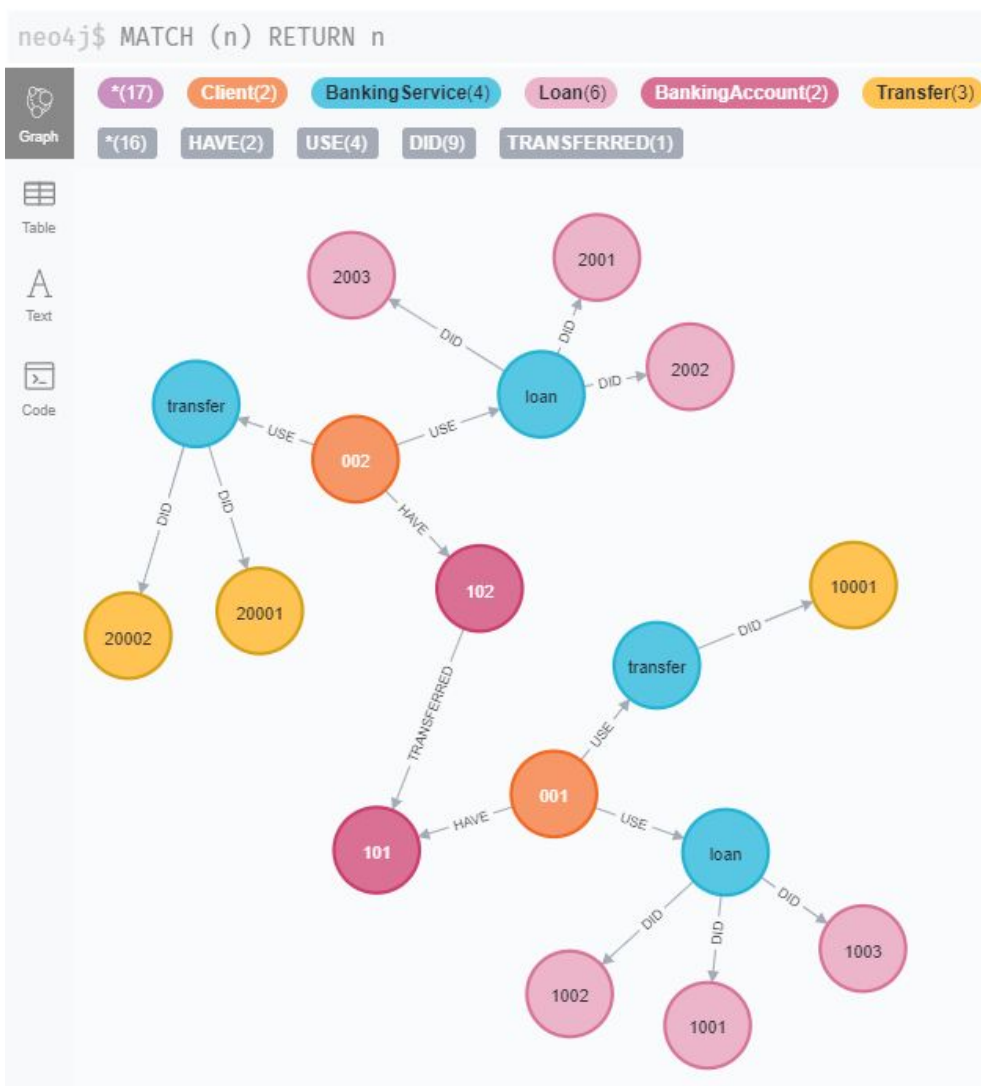 neo4j$ MATCH (n) RETURN n
*(17) Client(2) BankingService(4) Loan(6) BankingAccount(2) Transfer(3)
Graph
*(16) HAVE(2) USE(4) DID(9) TRANSFERRED(1)
Table
A
Text
>_
Code
2003
2001
DID
DID
2002
DID
loan
transfer
USE
USE
002
DID
DID
HAVE
102
10001
20001
20002
DID
transfer
TRANSFERRED
USE
001
HAVE
USE
101
loan
DID
DID
DID
1003
1002
1001